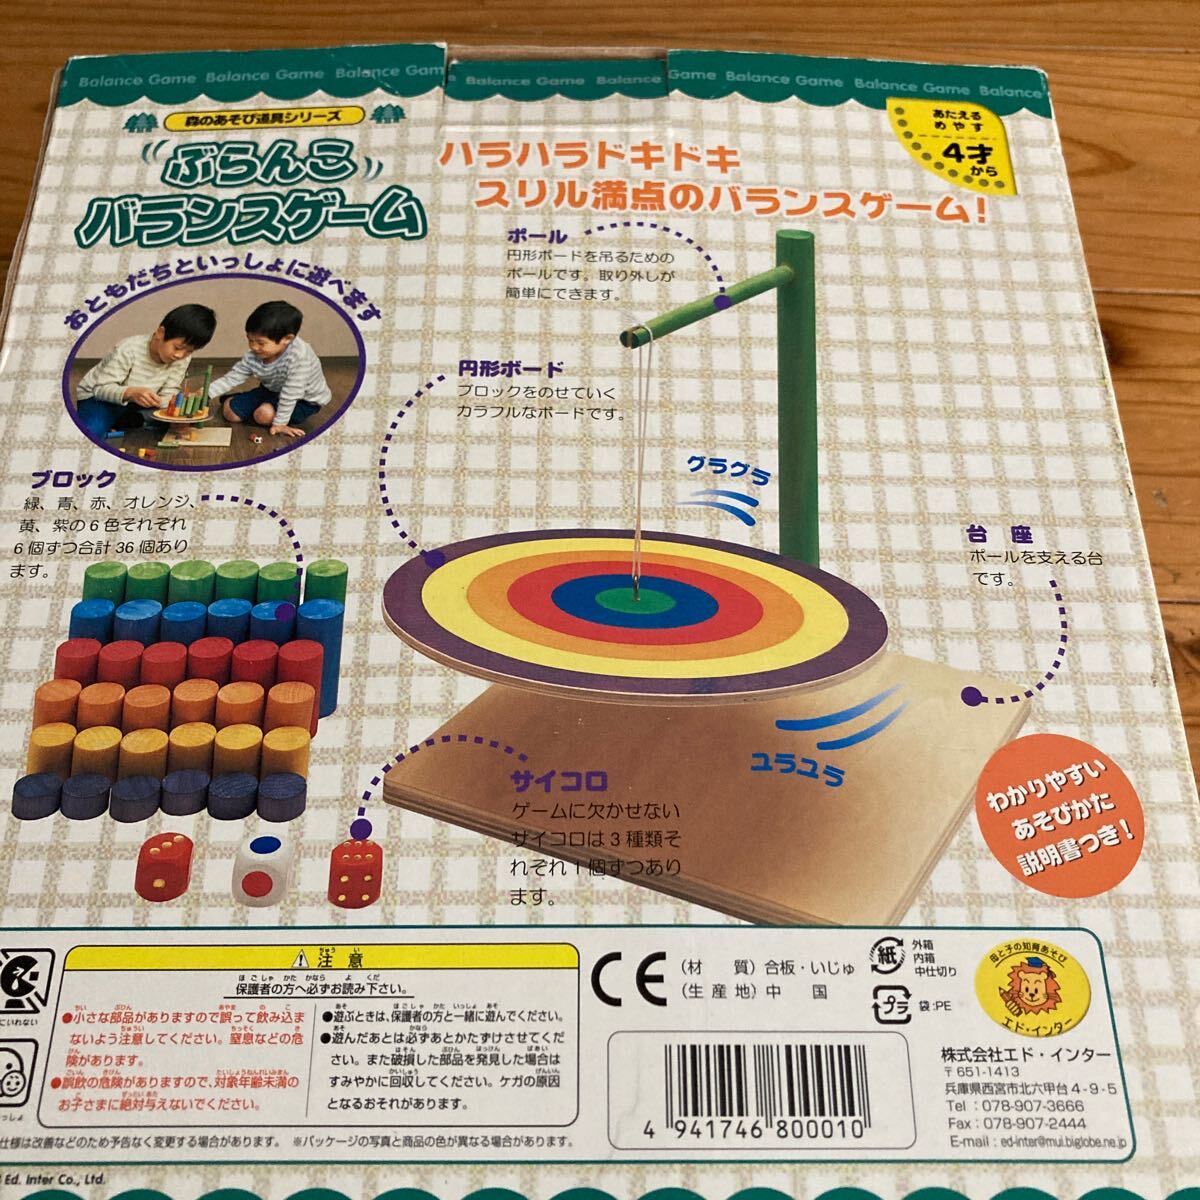 Balance Game Balance Game Balance Game Balance Game Balance Game Balance Game Balance
森のあそび道具シリーズ
ぶらんこ
バランスゲーム
ハラハラドキドキ
スリル満点のバランスゲーム!
あたえる
めやす
4才
から
おともだちといっしょに遊べます
ポール
円形ボードを吊るための
ポールです。取り外しが
簡単にできます。
円形ボード
ブロックをのせていく
カラフルなボードです。
グラグラ
ブロック
緑、青、赤、オレンジ、
黄、紫の6色それぞれ
6個ずつ合計36個あり
ます。
台座
ポールを支える台
です。
ユラユラ
サイコロ
ゲームに欠かせない
サイコロは3種類そ
れぞれ1個ずつあり
ます。
わかりやすい
あそびかた
説明書つき!
にいれない
っしょ
注意
保護者の方へ必ずお読み下さい。
●小さな部品がありますので誤って飲み込ま
ないよう注意してください。窒息などの危
険があります。
●誤飲の危険がありますので、対象年齢未満の
お子さまに絶対与えないでください。
●遊ぶときは、保護者の方と一緒に遊んでください。
●遊んだあとは必ずあとかたずけさせてくだ
さい。また破損した部品を発見した場合は
すみやかに回収してください。ケガの原因
となるおそれがあります。
仕様は改善などのため予告なく変更する場合があります。 ※パッケージの写真と商品の色が異なる場合があります。
Ed. Inter Co., Ltd.
CE
(材 質)合板・いじゅ
(生産地)中 国
紙
外箱
内箱
中仕切り
プラ
袋:PE
母と子の知育あそび
エド・インター
4 941746 800010
株式会社エド・インター
〒651-1413
兵庫県西宮市北六甲台4-9-5
Tel : 078-907-3666
Fax : 078-907-2444
E-mail : ed-inter@mui.biglobe.ne.jp